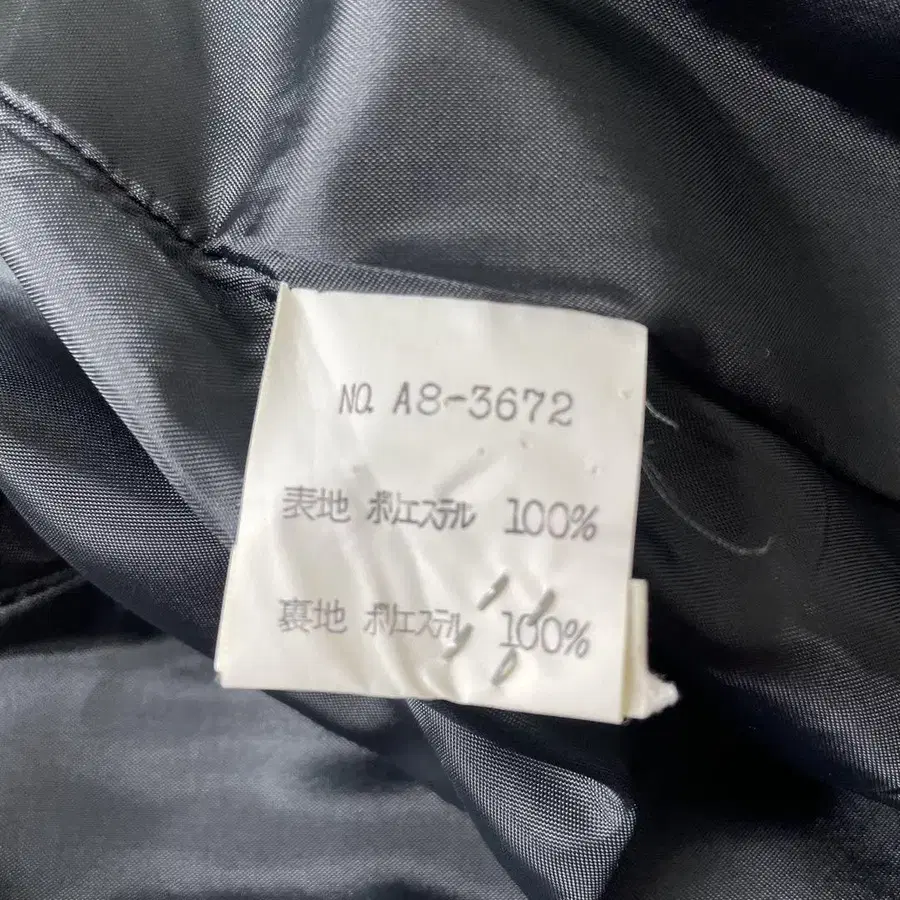 NO. A8-3672
表地 ポリエステル 100%
裏地 ポリエステル 100%